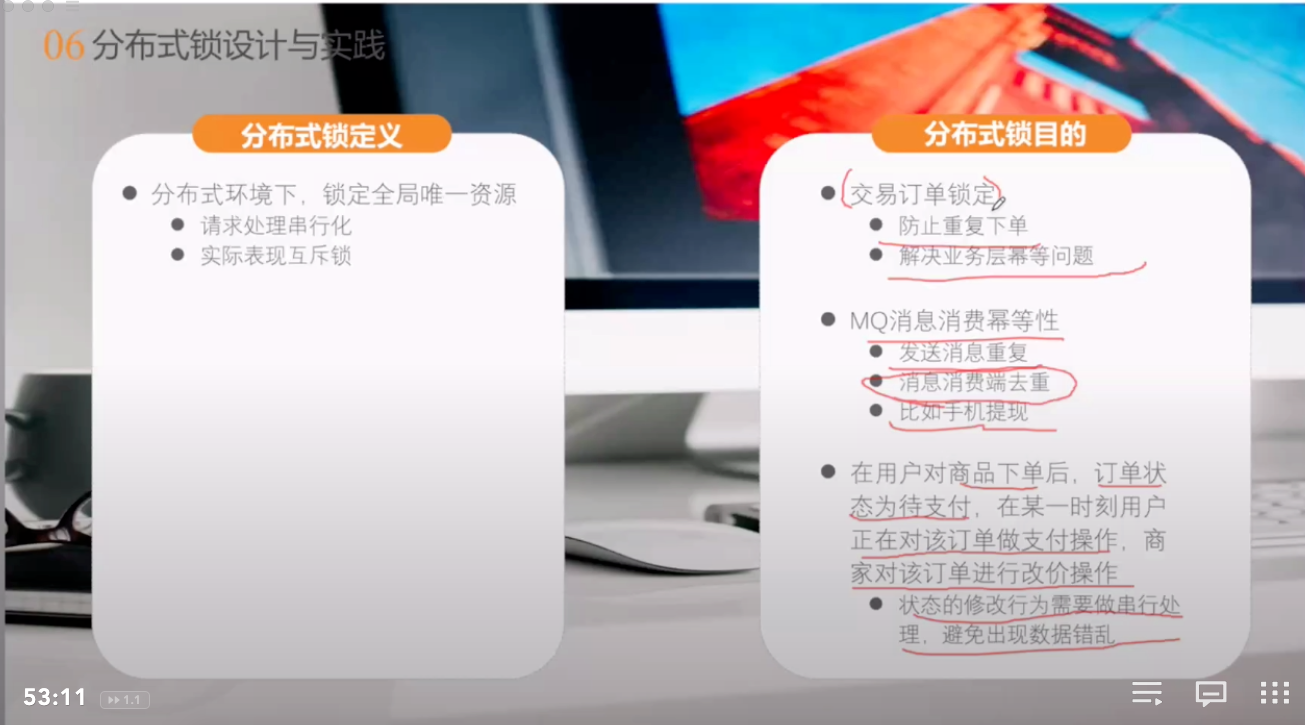 06 分布式锁设计与实践
分布式锁定义
分布式环境下，锁定全局唯一资源
请求处理串行化
实际表现互斥锁
分布式锁目的
交易订单锁定
防止重复下单
解决业务层幂等问题
MQ消息消费幂等性
发送消息重复
消息消费端去重
比如手机提现
在用户对商品下单后，订单状
态为待支付，在某一时刻用户
正在对该订单做支付操作，商
家对该订单进行改价操作
状态的修改行为需要做串行处
理，避免出现数据错乱
53:11
1.1